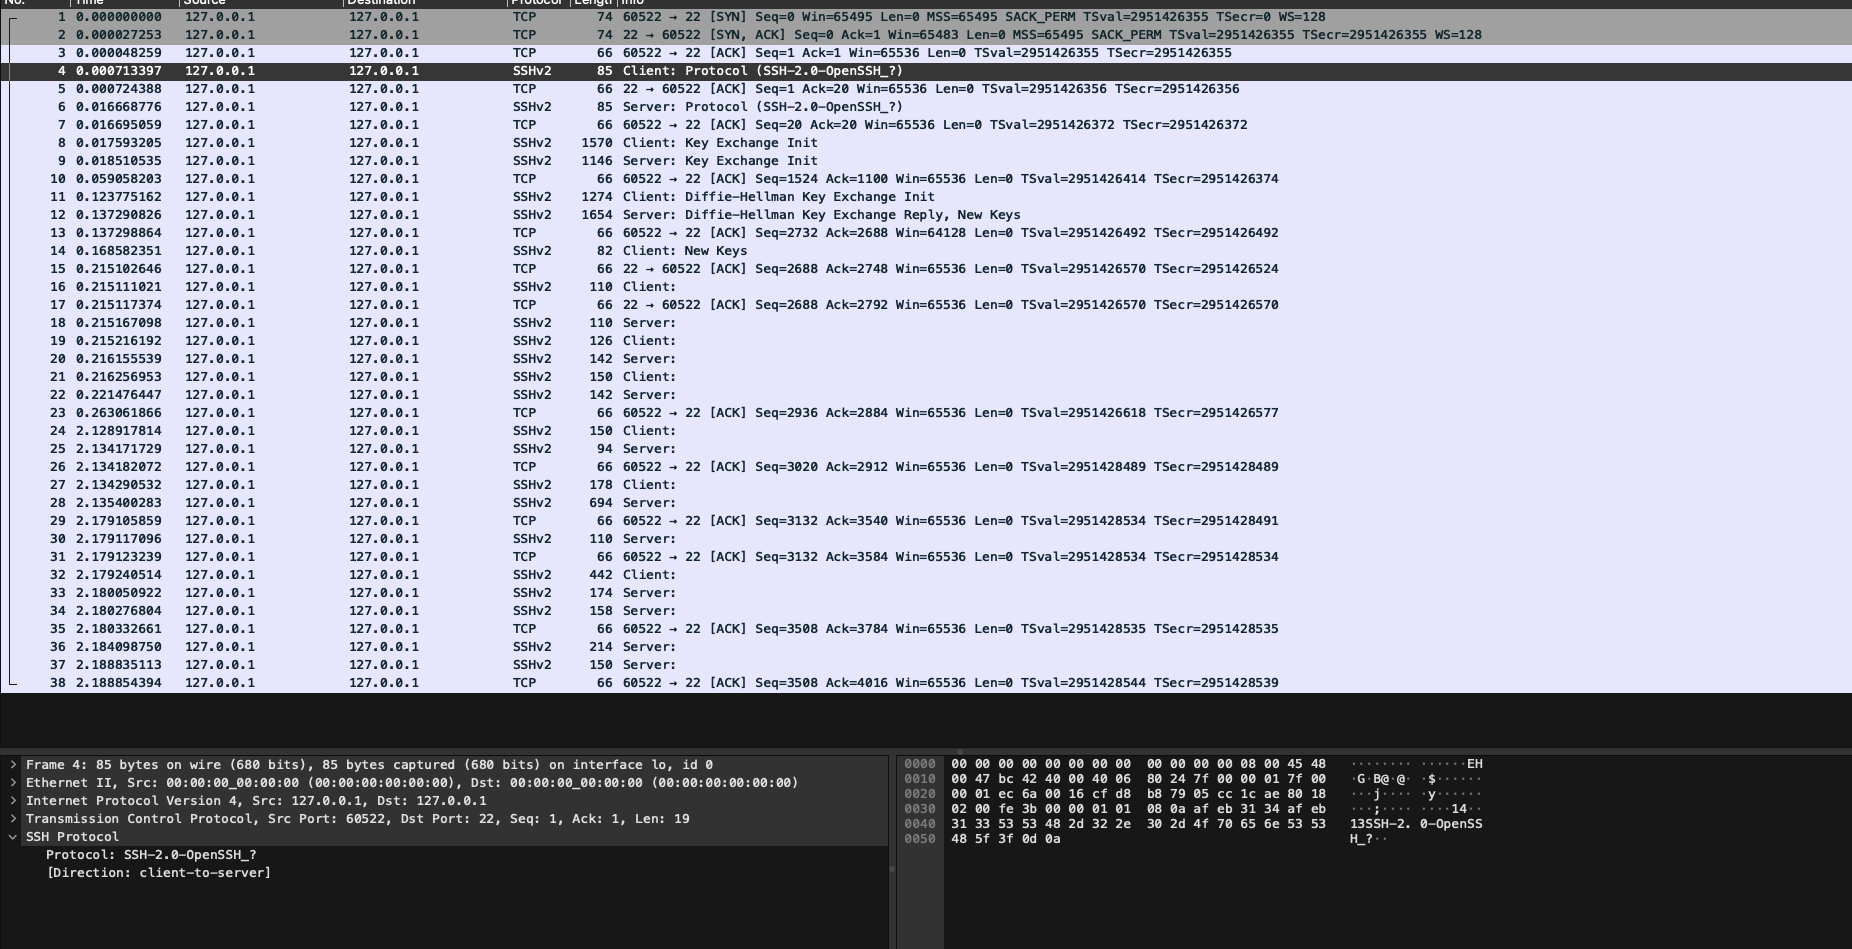 No. Time Source Destination Protocol Length Info
1 0.000000000 127.0.0.1 127.0.0.1 TCP 74 60522 → 22 [SYN] Seq=0 Win=65495 Len=0 MSS=65495 SACK_PERM TSval=2951426355 TSecr=0 WS=128
2 0.000027253 127.0.0.1 127.0.0.1 TCP 74 22 → 60522 [SYN, ACK] Seq=0 Ack=1 Win=65483 Len=0 MSS=65495 SACK_PERM TSval=2951426355 TSecr=2951426355 WS=128
3 0.000048259 127.0.0.1 127.0.0.1 TCP 66 60522 → 22 [ACK] Seq=1 Ack=1 Win=65536 Len=0 TSval=2951426355 TSecr=2951426355
4 0.000713397 127.0.0.1 127.0.0.1 SSHv2 85 Client: Protocol (SSH-2.0-OpenSSH_?)
5 0.000724388 127.0.0.1 127.0.0.1 TCP 66 22 → 60522 [ACK] Seq=1 Ack=20 Win=65536 Len=0 TSval=2951426356 TSecr=2951426356
6 0.016668776 127.0.0.1 127.0.0.1 SSHv2 85 Server: Protocol (SSH-2.0-OpenSSH_?)
7 0.016695059 127.0.0.1 127.0.0.1 TCP 66 60522 → 22 [ACK] Seq=20 Ack=20 Win=65536 Len=0 TSval=2951426372 TSecr=2951426372
8 0.017593205 127.0.0.1 127.0.0.1 SSHv2 1570 Client: Key Exchange Init
9 0.018510535 127.0.0.1 127.0.0.1 SSHv2 1146 Server: Key Exchange Init
10 0.059058203 127.0.0.1 127.0.0.1 TCP 66 60522 → 22 [ACK] Seq=1524 Ack=1100 Win=65536 Len=0 TSval=2951426414 TSecr=2951426374
11 0.123775162 127.0.0.1 127.0.0.1 SSHv2 1274 Client: Diffie-Hellman Key Exchange Init
12 0.137290826 127.0.0.1 127.0.0.1 SSHv2 1654 Server: Diffie-Hellman Key Exchange Reply, New Keys
13 0.137298864 127.0.0.1 127.0.0.1 TCP 66 60522 → 22 [ACK] Seq=2732 Ack=2688 Win=64128 Len=0 TSval=2951426492 TSecr=2951426492
14 0.168582351 127.0.0.1 127.0.0.1 SSHv2 82 Client: New Keys
15 0.215102646 127.0.0.1 127.0.0.1 TCP 66 22 → 60522 [ACK] Seq=2688 Ack=2748 Win=65536 Len=0 TSval=2951426570 TSecr=2951426524
16 0.215111021 127.0.0.1 127.0.0.1 SSHv2 110 Client:
17 0.215117374 127.0.0.1 127.0.0.1 TCP 66 22 → 60522 [ACK] Seq=2688 Ack=2792 Win=65536 Len=0 TSval=2951426570 TSecr=2951426570
18 0.215167098 127.0.0.1 127.0.0.1 SSHv2 110 Server:
19 0.215216192 127.0.0.1 127.0.0.1 SSHv2 126 Client:
20 0.216155539 127.0.0.1 127.0.0.1 SSHv2 142 Server:
21 0.216256953 127.0.0.1 127.0.0.1 SSHv2 150 Client:
22 0.221476447 127.0.0.1 127.0.0.1 SSHv2 142 Server:
23 0.263061866 127.0.0.1 127.0.0.1 TCP 66 60522 → 22 [ACK] Seq=2936 Ack=2884 Win=65536 Len=0 TSval=2951426618 TSecr=2951426577
24 2.128917814 127.0.0.1 127.0.0.1 SSHv2 150 Client:
25 2.134171729 127.0.0.1 127.0.0.1 SSHv2 94 Server:
26 2.134182072 127.0.0.1 127.0.0.1 TCP 66 60522 → 22 [ACK] Seq=3020 Ack=2912 Win=65536 Len=0 TSval=2951428489 TSecr=2951428489
27 2.134290532 127.0.0.1 127.0.0.1 SSHv2 178 Client:
28 2.135400283 127.0.0.1 127.0.0.1 SSHv2 694 Server:
29 2.179105859 127.0.0.1 127.0.0.1 TCP 66 60522 → 22 [ACK] Seq=3132 Ack=3540 Win=65536 Len=0 TSval=2951428534 TSecr=2951428491
30 2.179117096 127.0.0.1 127.0.0.1 SSHv2 110 Server:
31 2.179123239 127.0.0.1 127.0.0.1 TCP 66 60522 → 22 [ACK] Seq=3132 Ack=3584 Win=65536 Len=0 TSval=2951428534 TSecr=2951428534
32 2.179240514 127.0.0.1 127.0.0.1 SSHv2 442 Client:
33 2.180050922 127.0.0.1 127.0.0.1 SSHv2 174 Server:
34 2.180276804 127.0.0.1 127.0.0.1 SSHv2 158 Server:
35 2.180332661 127.0.0.1 127.0.0.1 TCP 66 60522 → 22 [ACK] Seq=3508 Ack=3784 Win=65536 Len=0 TSval=2951428535 TSecr=2951428535
36 2.184098750 127.0.0.1 127.0.0.1 SSHv2 214 Server:
37 2.188835113 127.0.0.1 127.0.0.1 SSHv2 150 Server:
38 2.188854394 127.0.0.1 127.0.0.1 TCP 66 60522 → 22 [ACK] Seq=3508 Ack=4016 Win=65536 Len=0 TSval=2951428544 TSecr=2951428539
Frame 4: 85 bytes on wire (680 bits), 85 bytes captured (680 bits) on interface lo, id 0
Ethernet II, Src: 00:00:00_00:00:00 (00:00:00:00:00:00), Dst: 00:00:00_00:00:00 (00:00:00:00:00:00)
Internet Protocol Version 4, Src: 127.0.0.1, Dst: 127.0.0.1
Transmission Control Protocol, Src Port: 60522, Dst Port: 22, Seq: 1, Ack: 1, Len: 19
SSH Protocol
Protocol: SSH-2.0-OpenSSH_?
[Direction: client-to-server]
0000 00 00 00 00 00 00 00 00 00 00 00 00 08 00 45 48 ········ ······EH
0010 00 47 bc 42 40 00 40 06 80 24 7f 00 00 01 7f 00 ·G·B@·@· ·$······
0020 00 01 ec 6a 00 16 cf d8 b8 79 05 cc 1c ae 80 18 ···j···· ·y······
0030 02 00 fe 3b 00 00 01 01 08 0a af eb 31 34 af eb ···;···· ····14··
0040 31 33 53 53 48 2d 32 2e 30 2d 4f 70 65 6e 53 53 13SSH-2. 0-OpenSS
0050 48 5f 3f 0d 0a H_?··